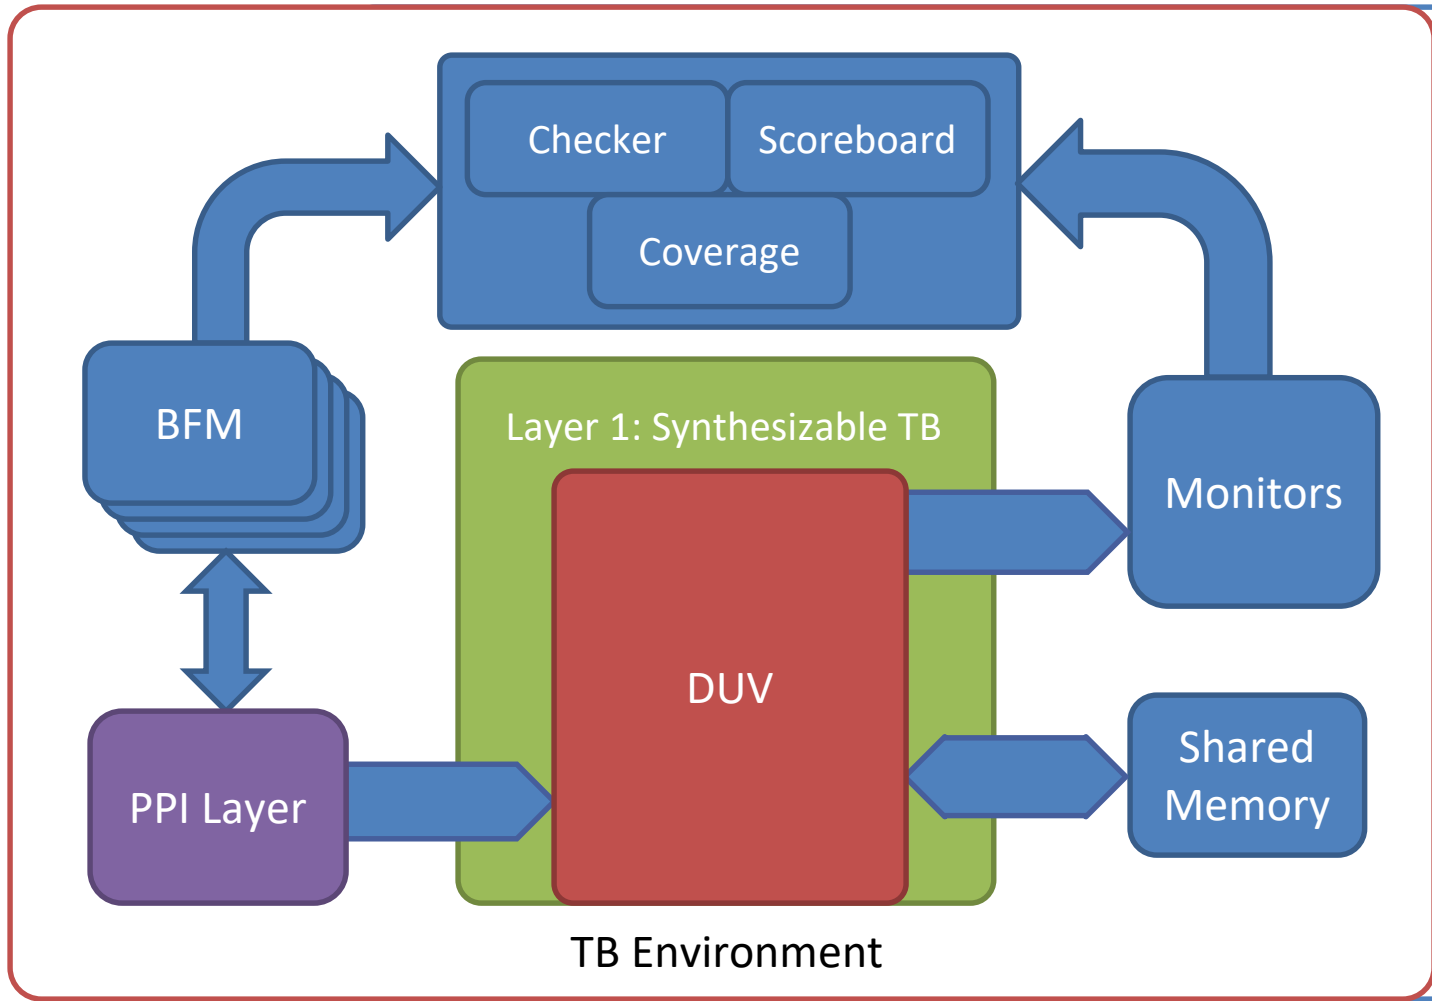 Checker
Scoreboard
Coverage
BFM
Layer 1: Synthesizable TB
Monitors
DUV
PPI Layer
Shared
Memory
TB Environment